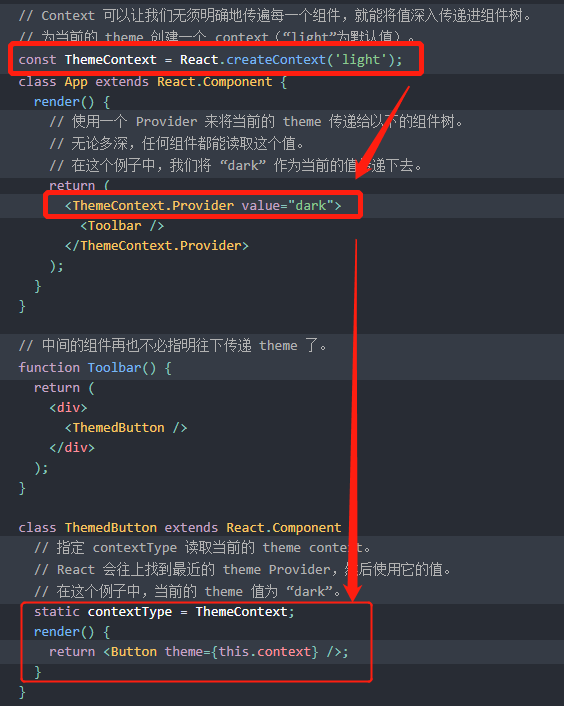 // Context 可以让我们无须明确地传遍每一个组件，就能将值深入传递进组件树。
// 为当前的 theme 创建一个 context（“light”为默认值）。
const ThemeContext = React.createContext('light');
class App extends React.Component {
render() {
// 使用一个 Provider 来将当前的 theme 传递给以下的组件树。
// 无论多深，任何组件都能读取这个值。
// 在这个例子中，我们将 “dark” 作为当前的值传递下去。
return (
<ThemeContext.Provider value="dark">
<Toolbar />
</ThemeContext.Provider>
);
}
}
// 中间的组件再也不必指明往下传递 theme 了。
function Toolbar() {
return (
<div>
<ThemedButton />
</div>
);
}
class ThemedButton extends React.Component
// 指定 contextType 读取当前的 theme context。
// React 会往上找到最近的 theme Provider，然后使用它的值。
// 在这个例子中，当前的 theme 值为 “dark”。
static contextType = ThemeContext;
render() {
return <Button theme={this.context} />;
}
}